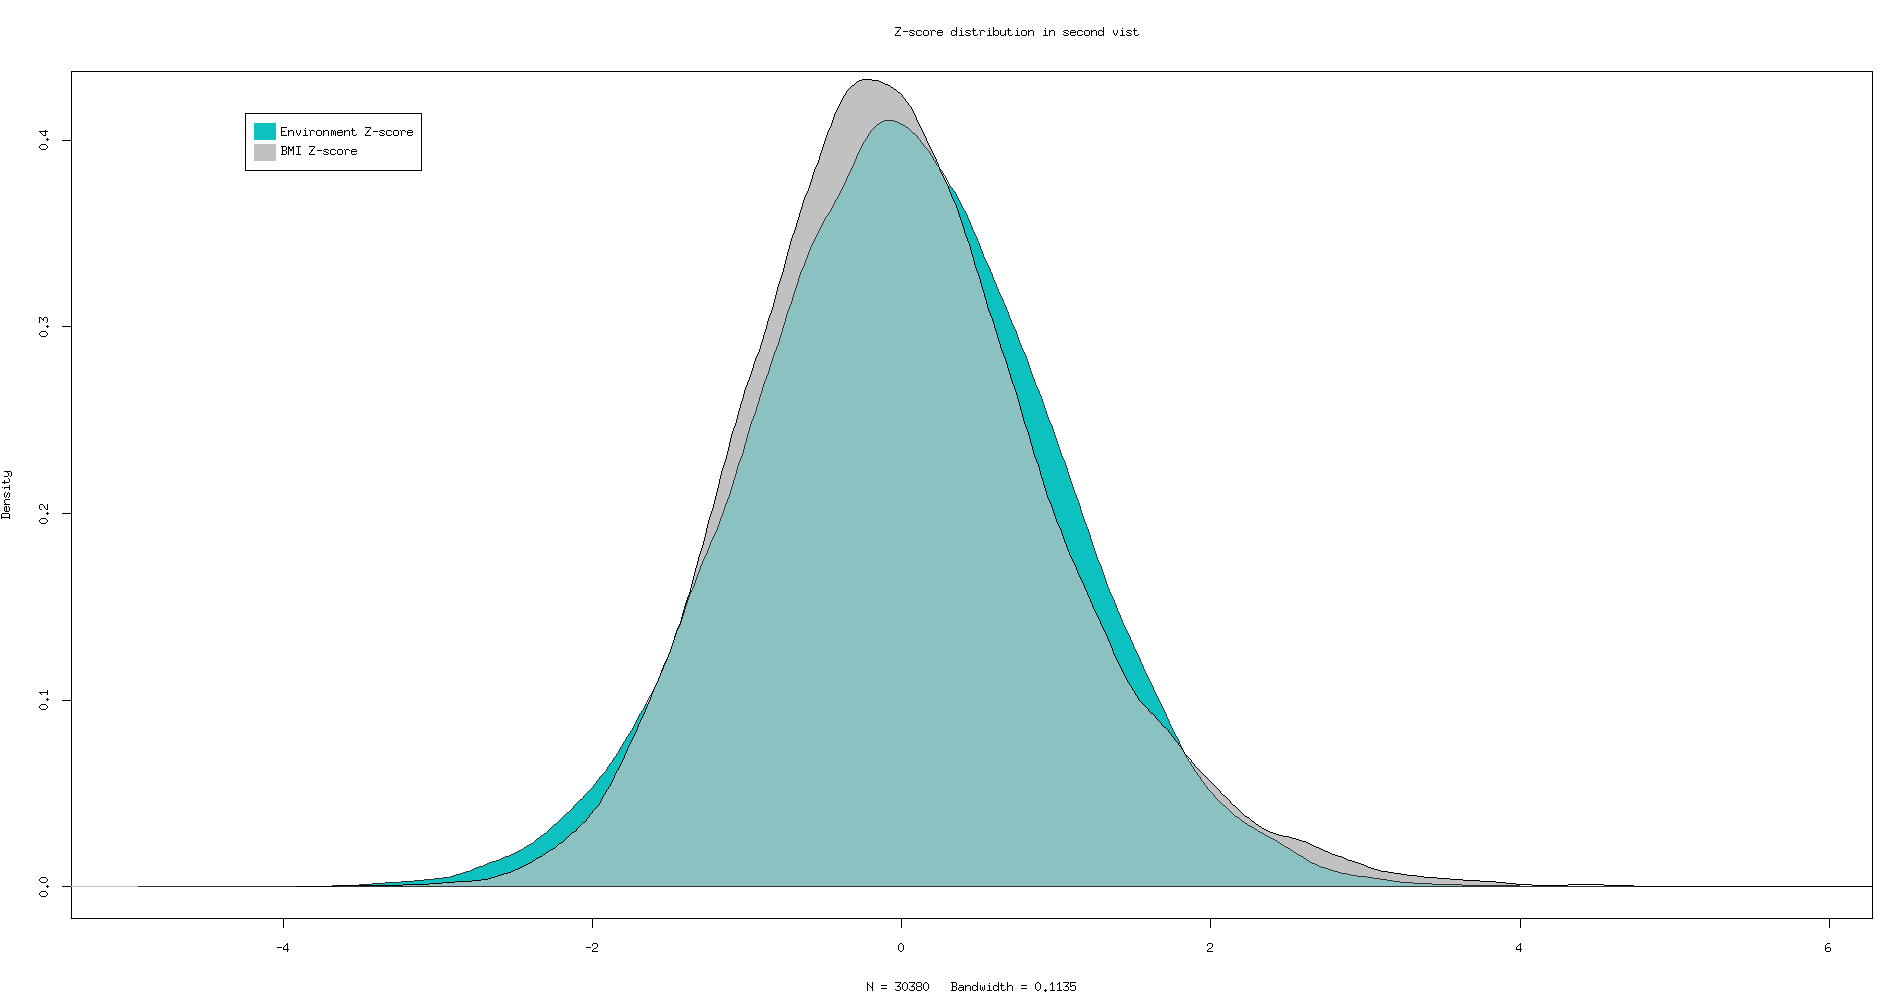 Z-score distribution in second vist
Environment Z-score
BMI Z-score
Density
0.4
0.3
0.2
0.1
0.0
-4
-2
0
2
4
6
N = 30380 Bandwidth = 0.1135